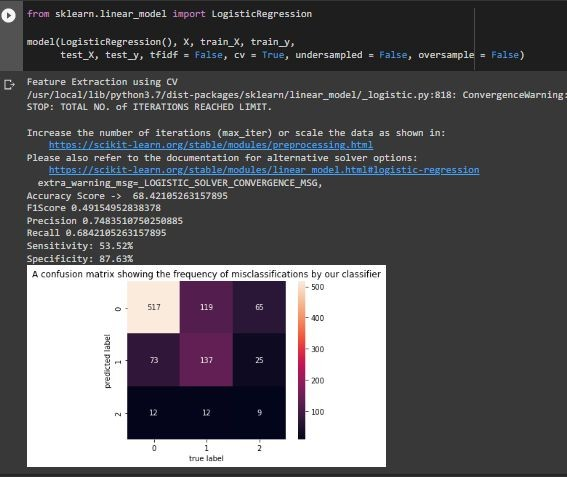 from sklearn.linear_model import LogisticRegression
model(LogisticRegression(), X, train_X, train_y,
test_X, test_y, tfidf = False, cv = True, undersampled = False, oversample = False)
Feature Extraction using CV
/usr/local/lib/python3.7/dist-packages/sklearn/linear_model/_logistic.py:818: ConvergenceWarning:
STOP: TOTAL NO. of ITERATIONS REACHED LIMIT.
Increase the number of iterations (max_iter) or scale the data as shown in:
https://scikit-learn.org/stable/modules/preprocessing.html
Please also refer to the documentation for alternative solver options:
https://scikit-learn.org/stable/modules/linear_model.html#logistic-regression
extra_warning_msg=_LOGISTIC_SOLVER_CONVERGENCE_MSG,
Accuracy Score -> 68.42105263157895
F1Score 0.49154952838378
Precision 0.7483510750250885
Recall 0.6842105263157895
Sensitivity: 53.52%
Specificity: 87.63%
A confusion matrix showing the frequency of misclassifications by our classifier
predicted label
0 517 119 65
1 73 137 25
2 12 12 9
0 1 2
true label
500
400
300
200
100